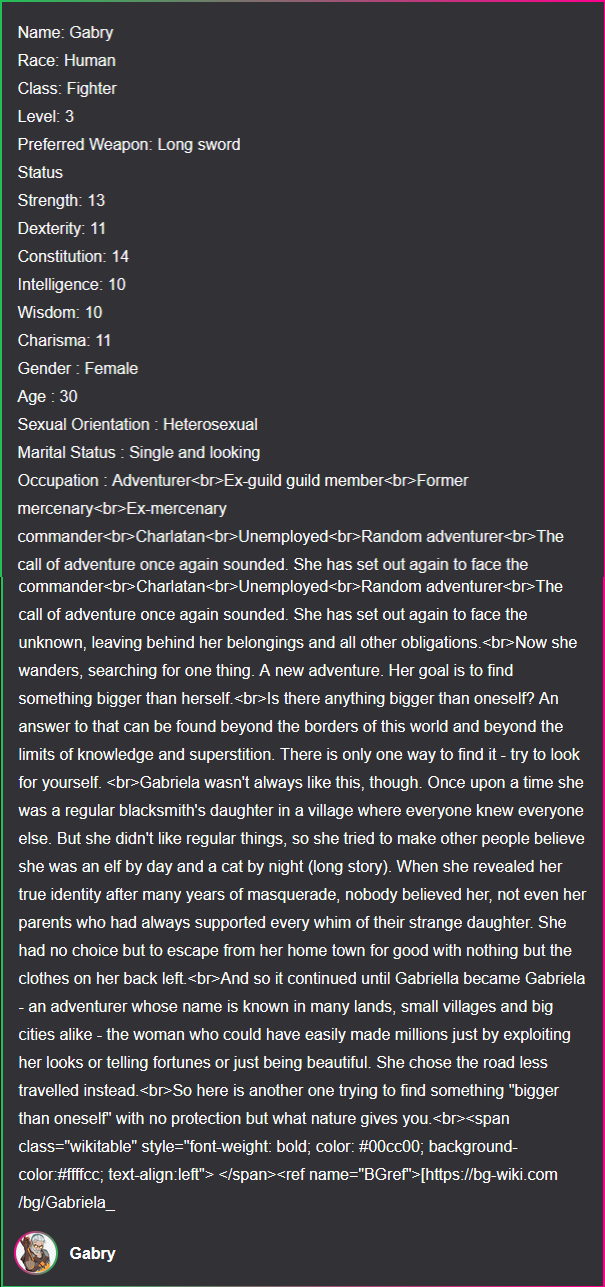 Name: Gabry
Race: Human
Class: Fighter
Level: 3
Preferred Weapon: Long sword
Status
Strength: 13
Dexterity: 11
Constitution: 14
Intelligence: 10
Wisdom: 10
Charisma: 11
Gender : Female
Age : 30
Sexual Orientation : Heterosexual
Marital Status : Single and looking
Occupation : Adventurer<br>Ex-guild guild member<br>Former
mercenary<br>Ex-mercenary
commander<br>Charlatan<br>Unemployed<br>Random adventurer<br>The
call of adventure once again sounded. She has set out again to face the
commander<br>Charlatan<br>Unemployed<br>Random adventurer<br>The
call of adventure once again sounded. She has set out again to face the
unknown, leaving behind her belongings and all other obligations.<br>Now she
wanders, searching for one thing. A new adventure. Her goal is to find
something bigger than herself.<br>Is there anything bigger than oneself? An
answer to that can be found beyond the borders of this world and beyond the
limits of knowledge and superstition. There is only one way to find it - try to look
for yourself. <br>Gabriela wasn't always like this, though. Once upon a time she
was a regular blacksmith's daughter in a village where everyone knew everyone
else. But she didn't like regular things, so she tried to make other people believe
she was an elf by day and a cat by night (long story). When she revealed her
true identity after many years of masquerade, nobody believed her, not even her
parents who had always supported every whim of their strange daughter. She
had no choice but to escape from her home town for good with nothing but the
clothes on her back left.<br>And so it continued until Gabriella became Gabriela
- an adventurer whose name is known in many lands, small villages and big
cities alike - the woman who could have easily made millions just by exploiting
her looks or telling fortunes or just being beautiful. She chose the road less
travelled instead.<br>So here is another one trying to find something "bigger
than oneself" with no protection but what nature gives you.<br><span
class="wikitable" style="font-weight: bold; color: #00cc00; background-
color:#ffffcc; text-align:left"> </span><ref name="BGref">[https://bg-wiki.com
/bg/Gabriela_
Gabry